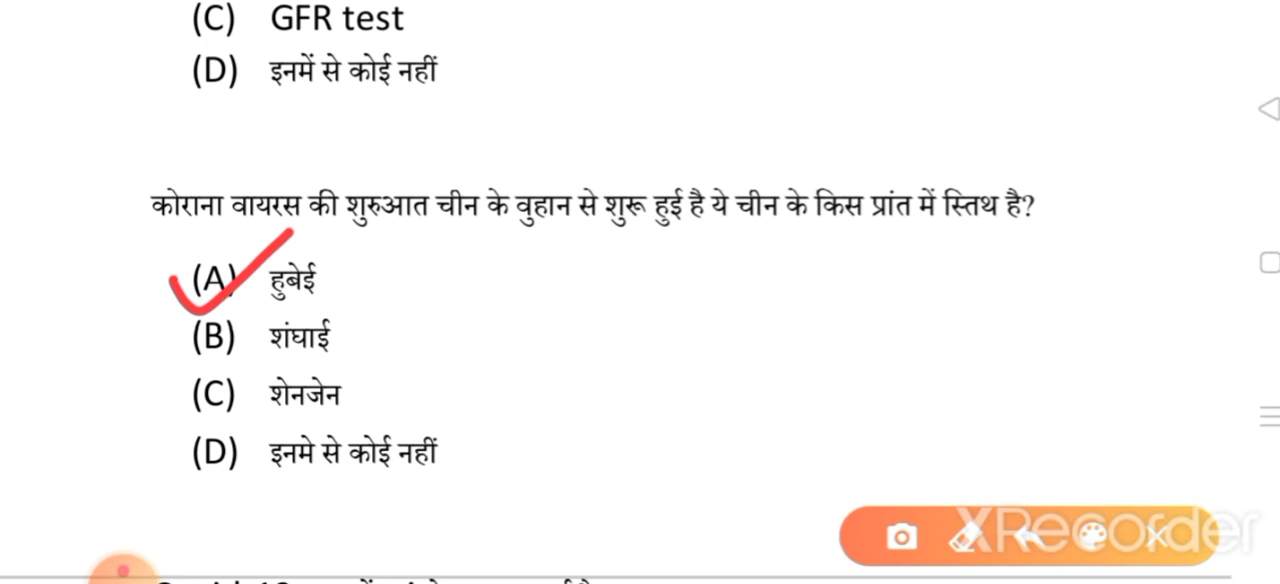 (C) GFR test
(D) इनमें से कोई नहीं
कोराना वायरस की शुरुआत चीन के वुहान से शुरू हुई है ये चीन के किस प्रांत में स्तिथ है?
(A) हुबेई
(B) शंघाई
(C) शेनजेन
(D) इनमे से कोई नहीं
XRecorder